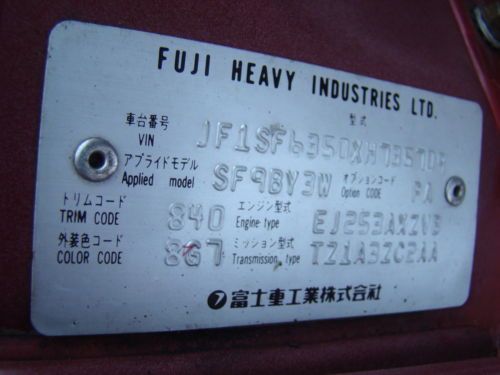 FUJI HEAVY INDUSTRIES LTD.
型式
車台番号
VIN
アプライドモデル
Applied model SF9BY3W オプションコード Option CODE PA
トリムコード
TRIM CODE 840 エンジン型式 Engine type
外装色コード
COLOR CODE 867 ミッション型式 Transmission type TZ1A3ZC2AA
富士重工業株式会社